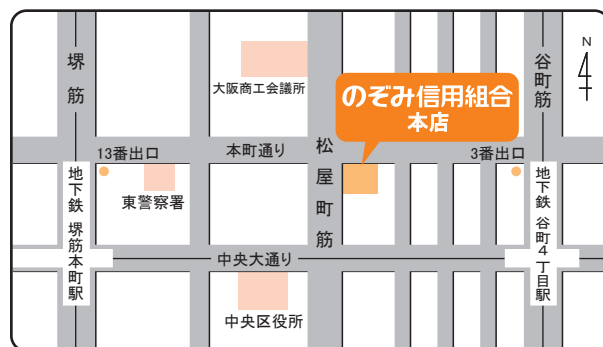 堺筋
大阪商工会議所
のぞみ信用組合
本店
谷町筋
N
13番出口
本町通り
松屋町筋
3番出口
東警察署
地下鉄 堺筋本町駅
地下鉄 谷町4丁目駅
中央大通り
中央区役所